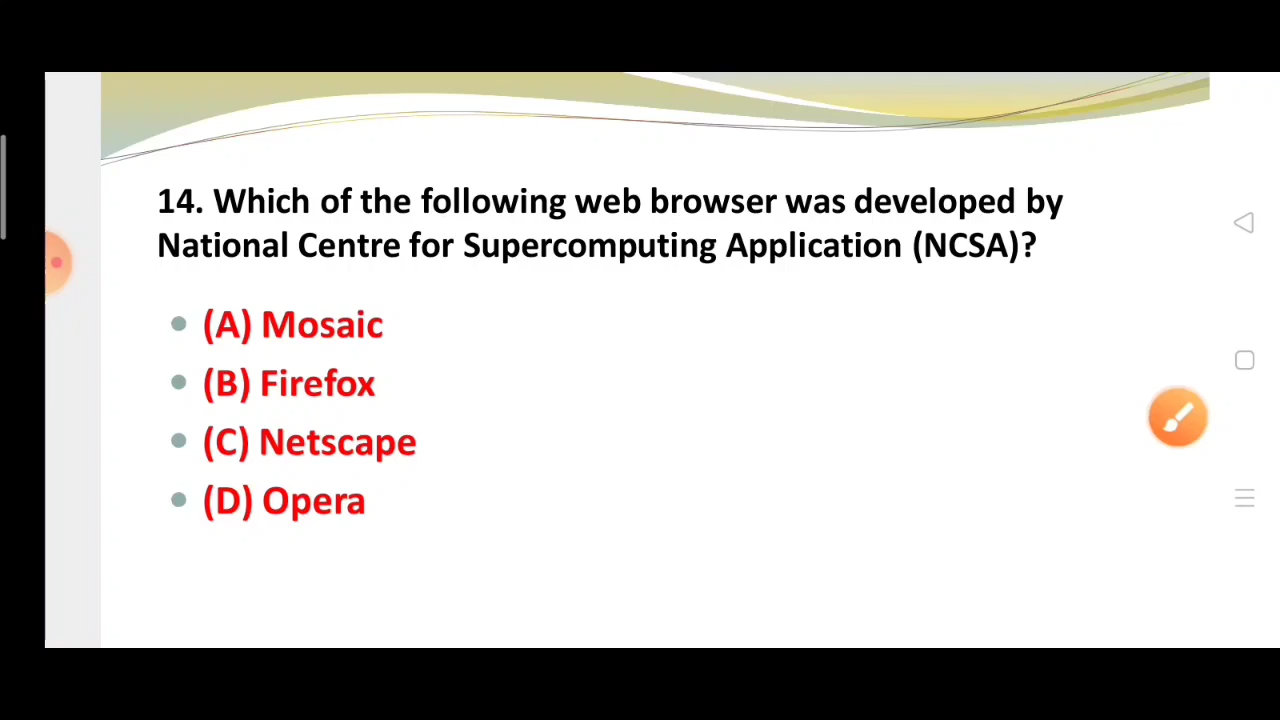 14. Which of the following web browser was developed by
National Centre for Supercomputing Application (NCSA)?
(A) Mosaic
(B) Firefox
(C) Netscape
(D) Opera